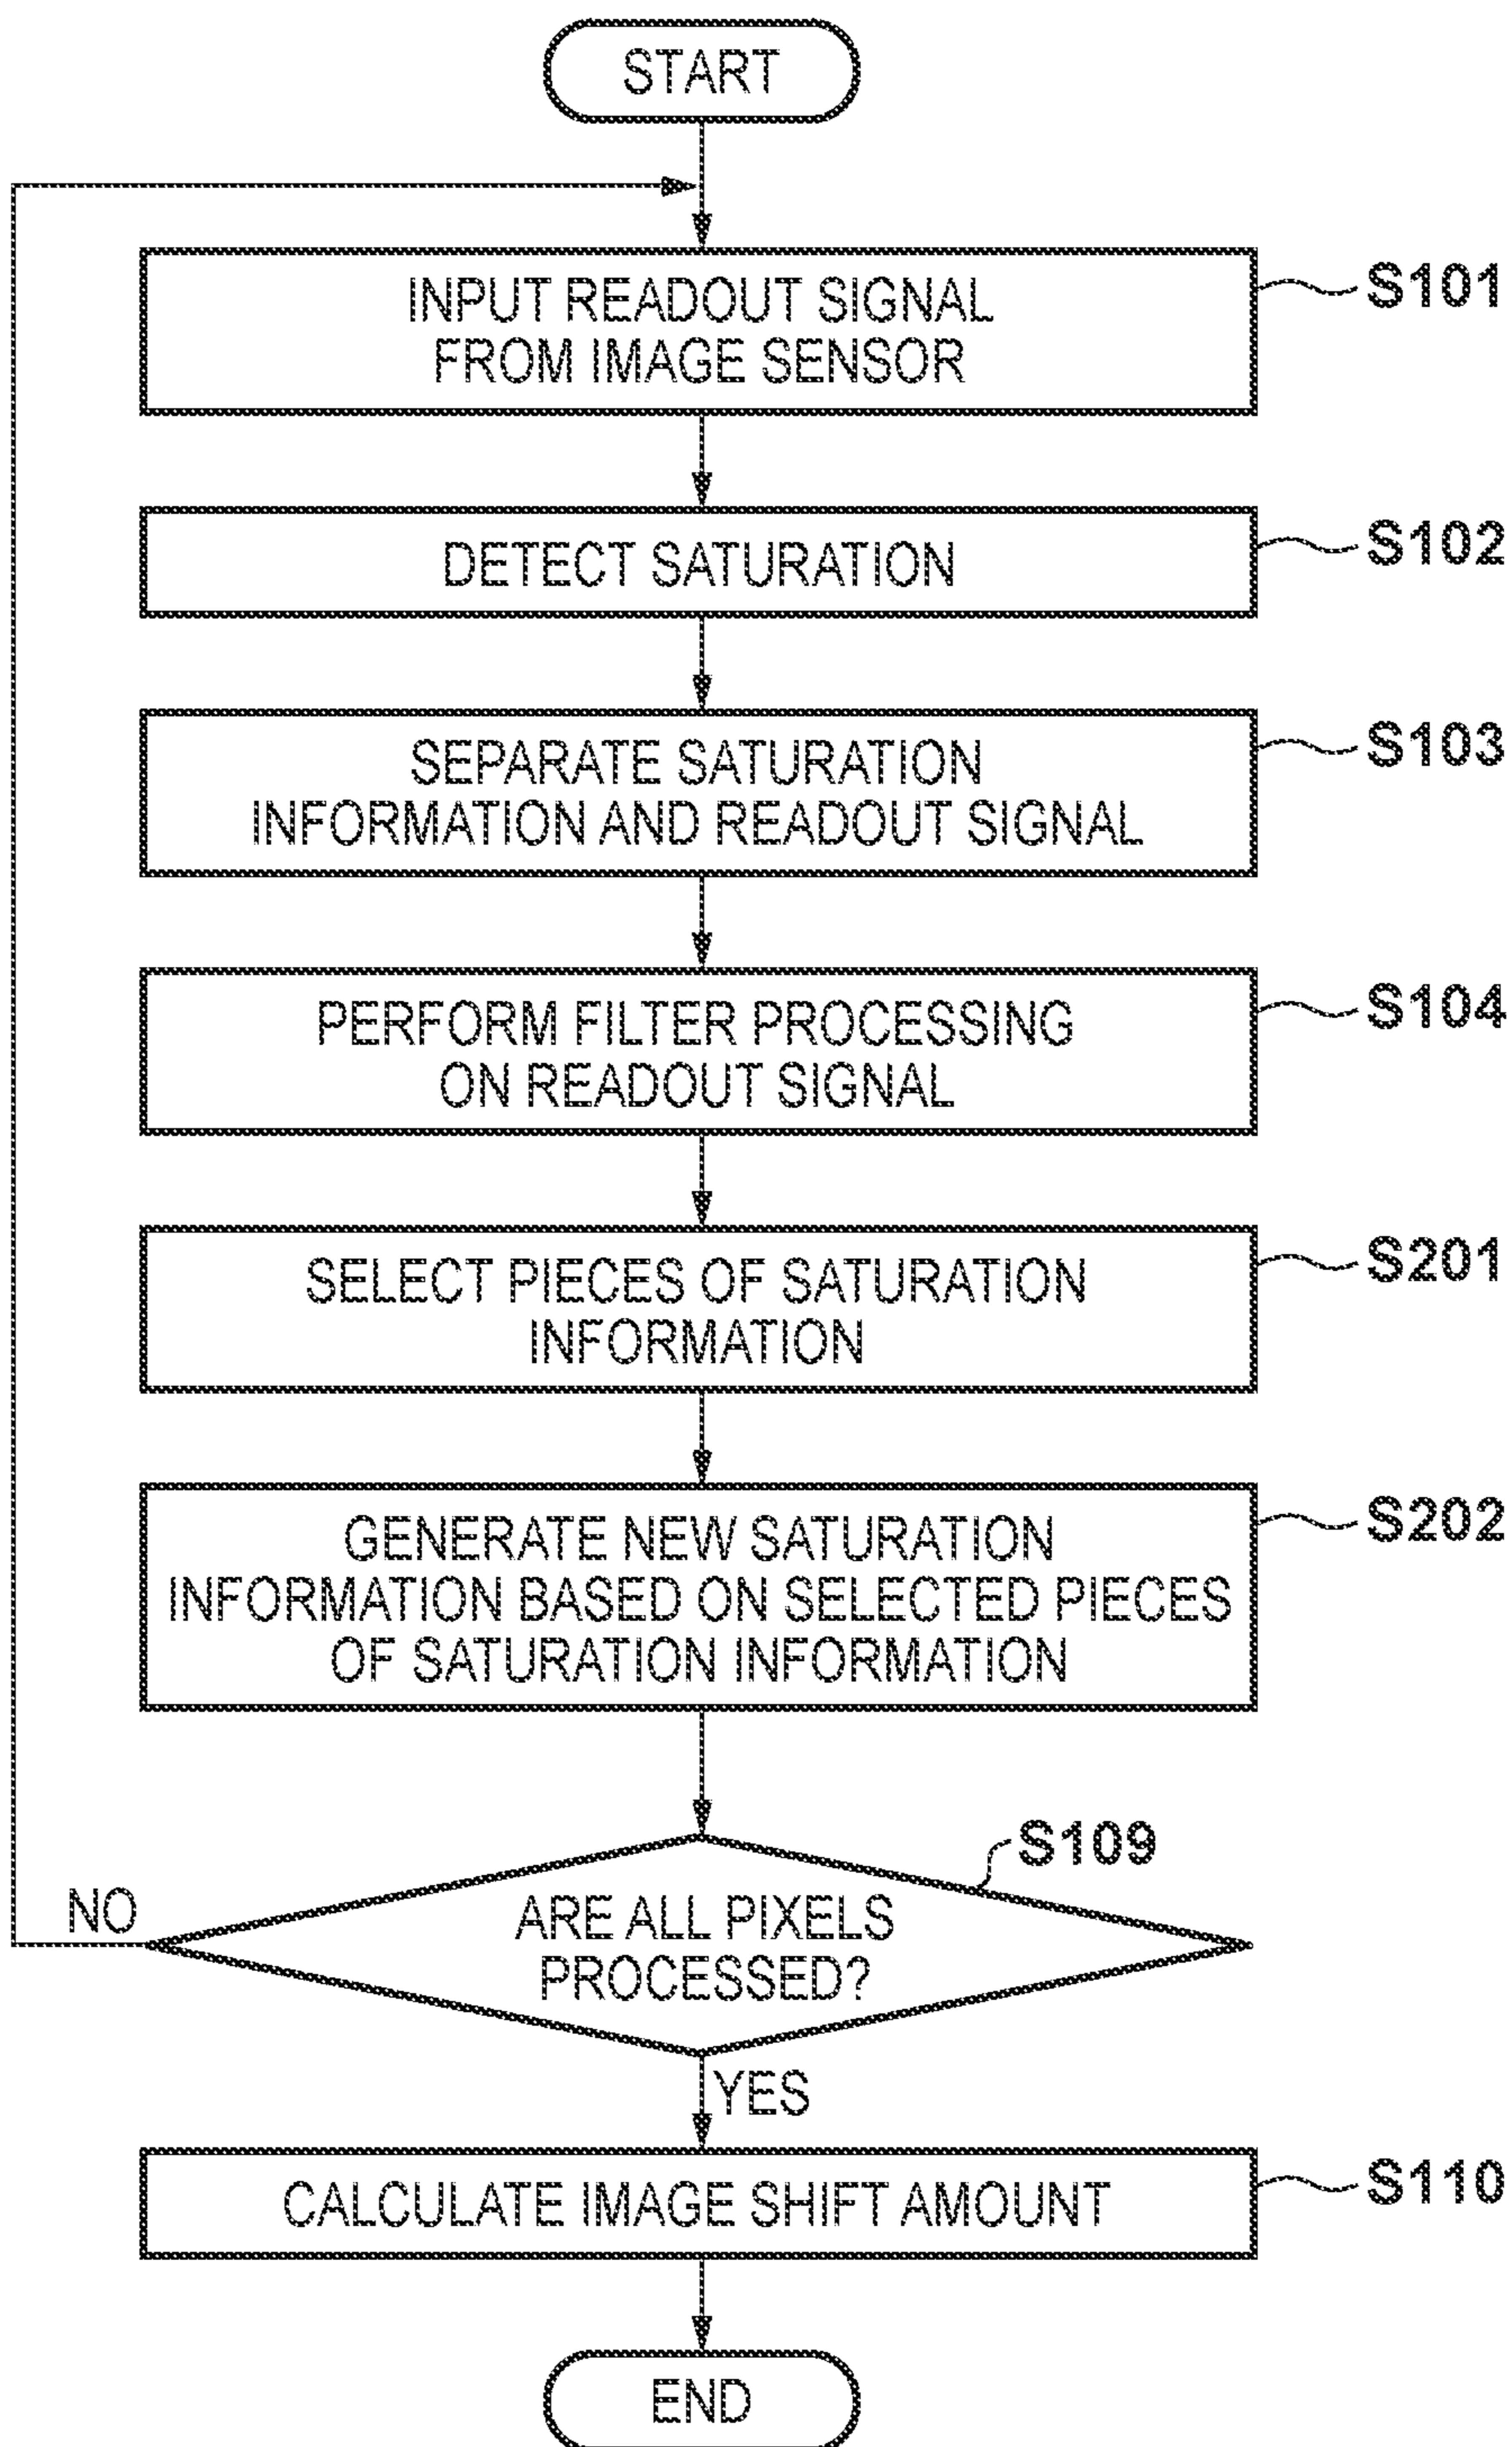 START
INPUT READOUT SIGNAL
FROM IMAGE SENSOR
S101
DETECT SATURATION
S102
SEPARATE SATURATION
INFORMATION AND READOUT SIGNAL
S103
PERFORM FILTER PROCESSING
ON READOUT SIGNAL
S104
SELECT PIECES OF SATURATION
INFORMATION
S201
GENERATE NEW SATURATION
INFORMATION BASED ON SELECTED PIECES
OF SATURATION INFORMATION
S202
S109
NO
ARE ALL PIXELS
PROCESSED?
YES
CALCULATE IMAGE SHIFT AMOUNT
S110
END